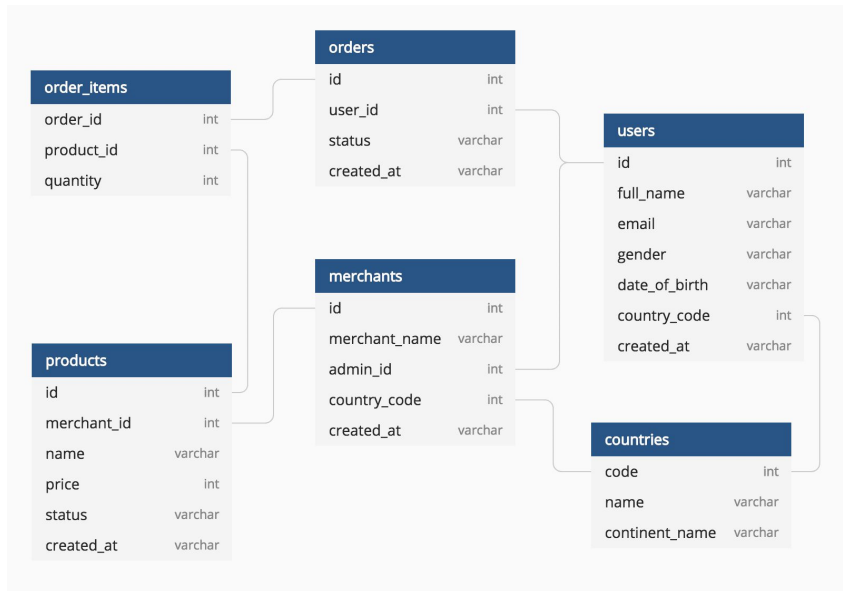 order_items
order_id int
product_id int
quantity int
orders
id int
user_id int
status varchar
created_at varchar
users
id int
full_name varchar
email varchar
gender varchar
date_of_birth varchar
country_code int
created_at varchar
merchants
id int
merchant_name varchar
admin_id int
country_code int
created_at varchar
products
id int
merchant_id int
name varchar
price int
status varchar
created_at varchar
countries
code int
name varchar
continent_name varchar